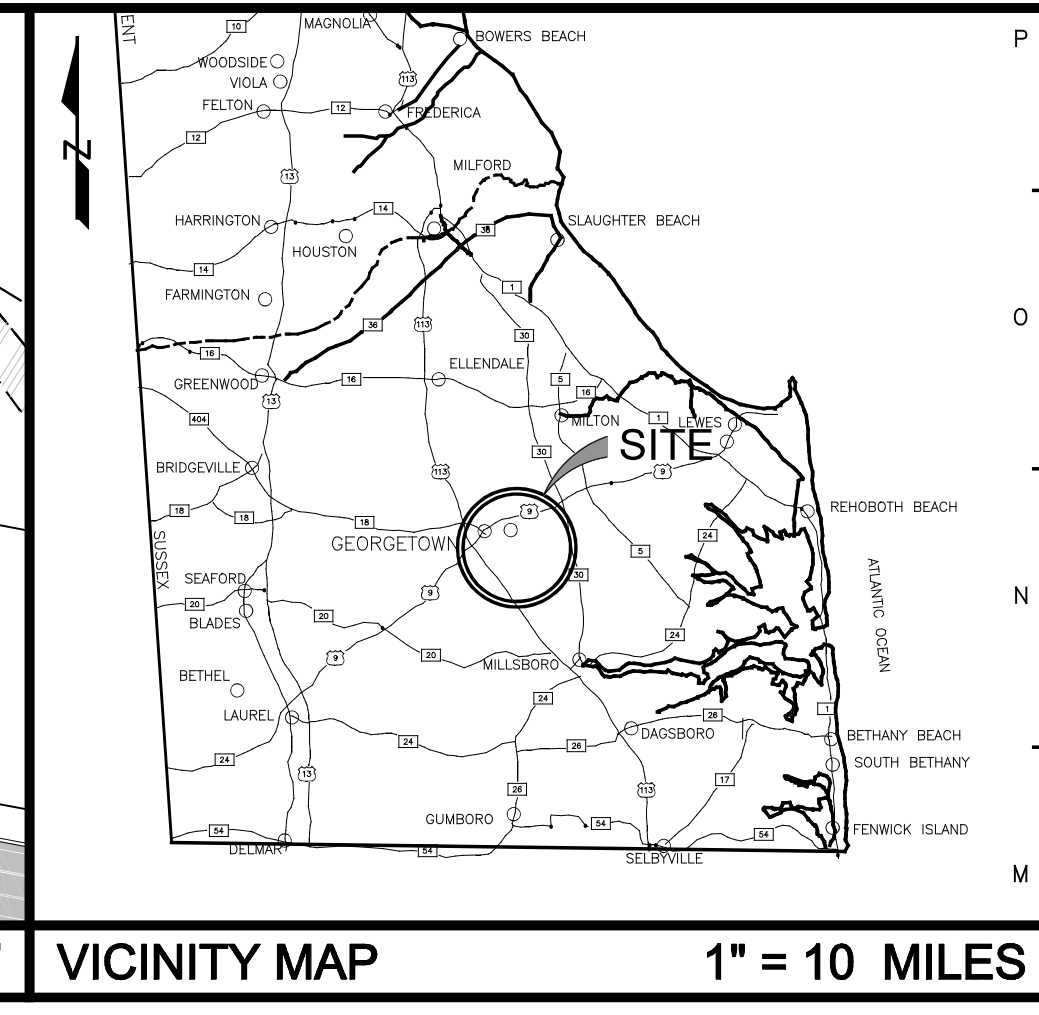 ENT
MAGNOLIA
10
BOWERS BEACH
P
WOODSIDE
VIOLA
113
FELTON
12
FREDERICA
12
N
MILFORD
13
14
HARRINGTON
SLAUGHTER BEACH
36
HOUSTON
14
1
FARMINGTON
O
36
113
30
16
ELLENDALE
GREENWOOD
16
5
16
13
404
MILTON
1
LEWES
SITE
30
BRIDGEVILLE
113
9
18
18
18
9
REHOBOTH BEACH
GEORGETOWN
24
SUSSEX
5
ATLANTIC OCEAN
SEAFORD
30
N
9
20
20
BLADES
24
9
20
MILLSBORO
BETHEL
24
LAUREL
26
1
DAGSBORO
24
26
BETHANY BEACH
24
SOUTH BETHANY
13
17
26
113
GUMBORO
54
54
54
FENWICK ISLAND
DELMAR
54
SELBYVILLE
M
VICINITY MAP
1" = 10 MILES